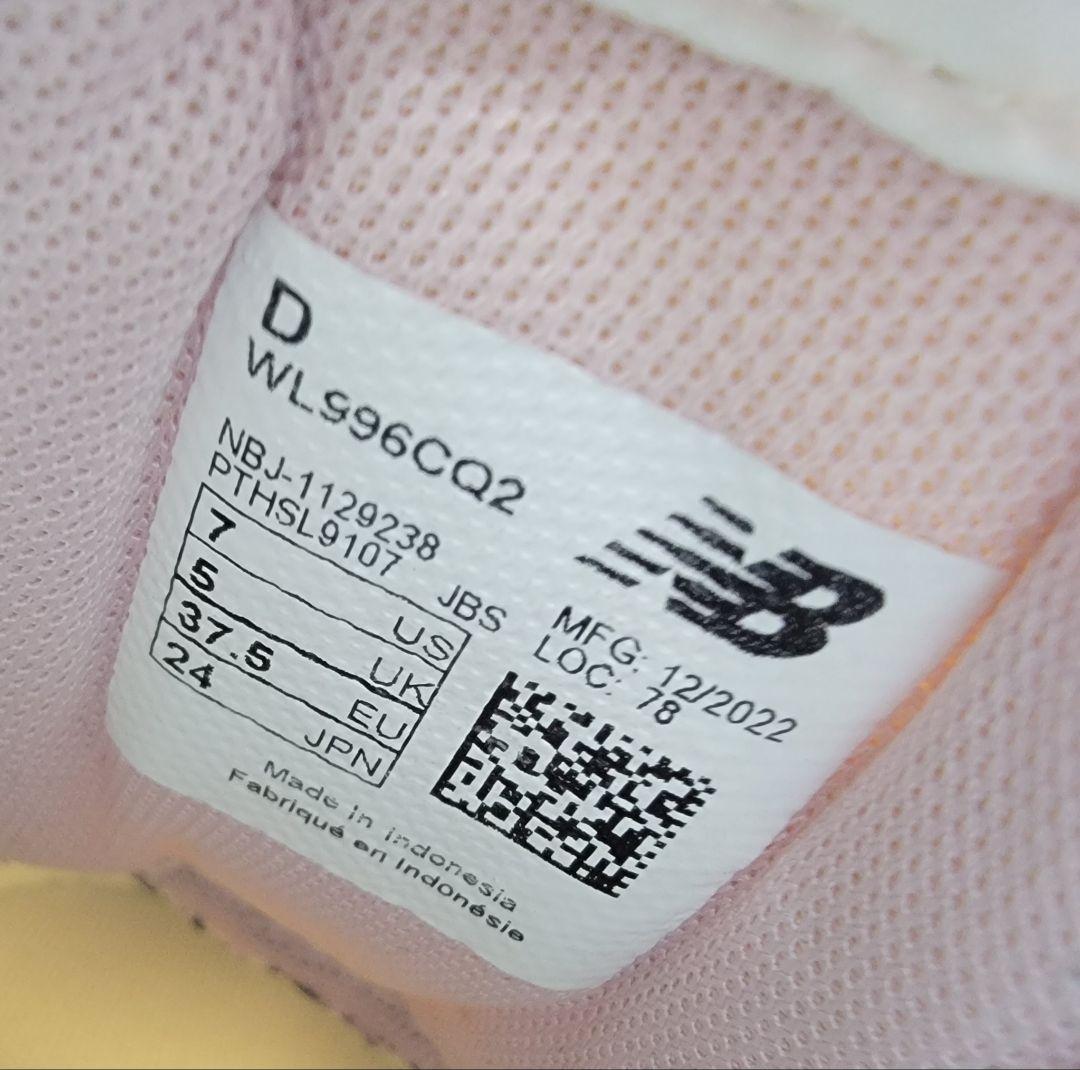 D
WL996CQ2
NBJ-1129238
PTHSL9107 JBS
7 US
5 UK
37.5 EU
24 JPN
NB
MFG: 12/2022
LOC: 78
Made in Indonesia
Fabriqué en Indonésie